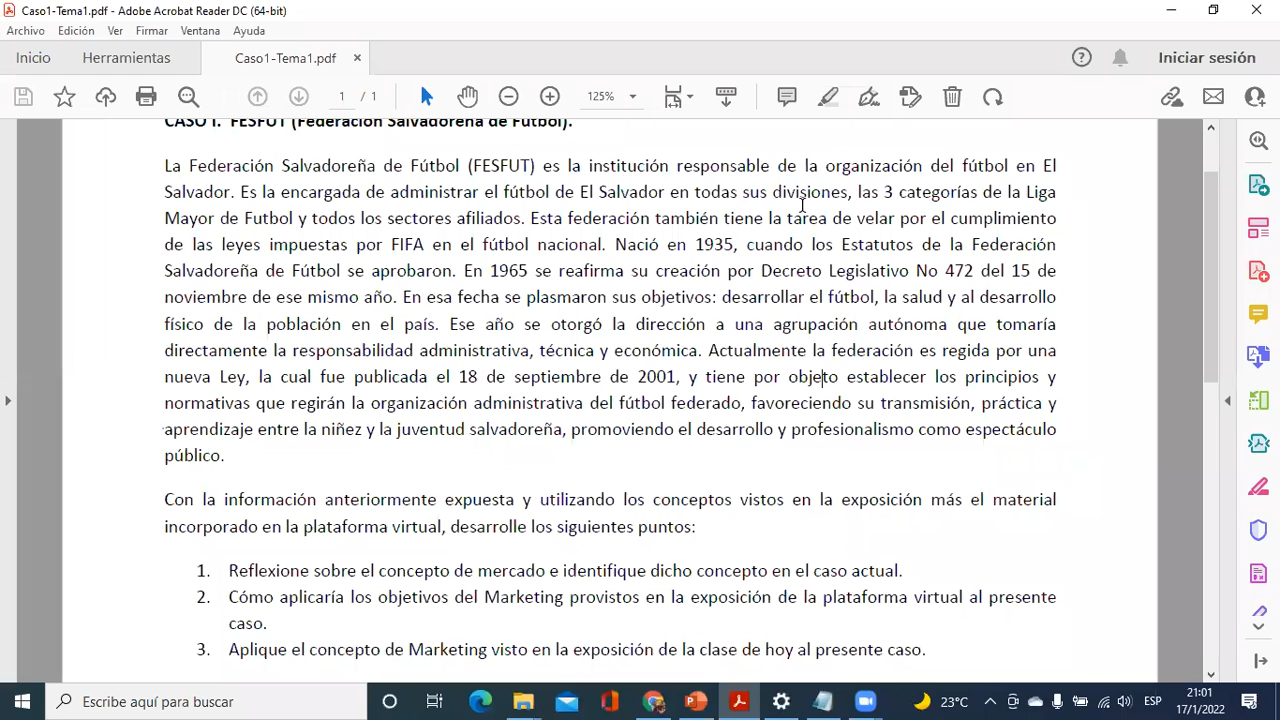 Caso1-Tema1.pdf - Adobe Acrobat Reader DC (64-bit)
Archivo Edición Ver Firmar Ventana Ayuda
Inicio Herramientas Caso1-Tema1.pdf × Iniciar sesión
1 / 1 125%
CASO I. FESFUT (Federación Salvadoreña de Fútbol).
La Federación Salvadoreña de Fútbol (FESFUT) es la institución responsable de la organización del fútbol en El
Salvador. Es la encargada de administrar el fútbol de El Salvador en todas sus divisiones, las 3 categorías de la Liga
Mayor de Futbol y todos los sectores afiliados. Esta federación también tiene la tarea de velar por el cumplimiento
de las leyes impuestas por FIFA en el fútbol nacional. Nació en 1935, cuando los Estatutos de la Federación
Salvadoreña de Fútbol se aprobaron. En 1965 se reafirma su creación por Decreto Legislativo No 472 del 15 de
noviembre de ese mismo año. En esa fecha se plasmaron sus objetivos: desarrollar el fútbol, la salud y al desarrollo
físico de la población en el país. Ese año se otorgó la dirección a una agrupación autónoma que tomaría
directamente la responsabilidad administrativa, técnica y económica. Actualmente la federación es regida por una
nueva Ley, la cual fue publicada el 18 de septiembre de 2001, y tiene por objeto establecer los principios y
normativas que regirán la organización administrativa del fútbol federado, favoreciendo su transmisión, práctica y
aprendizaje entre la niñez y la juventud salvadoreña, promoviendo el desarrollo y profesionalismo como espectáculo
público.
Con la información anteriormente expuesta y utilizando los conceptos vistos en la exposición más el material
incorporado en la plataforma virtual, desarrolle los siguientes puntos:
1. Reflexione sobre el concepto de mercado e identifique dicho concepto en el caso actual.
2. Cómo aplicaría los objetivos del Marketing provistos en la exposición de la plataforma virtual al presente
caso.
3. Aplique el concepto de Marketing visto en la exposición de la clase de hoy al presente caso.
Escribe aquí para buscar
23°C ESP
21:01
17/1/2022